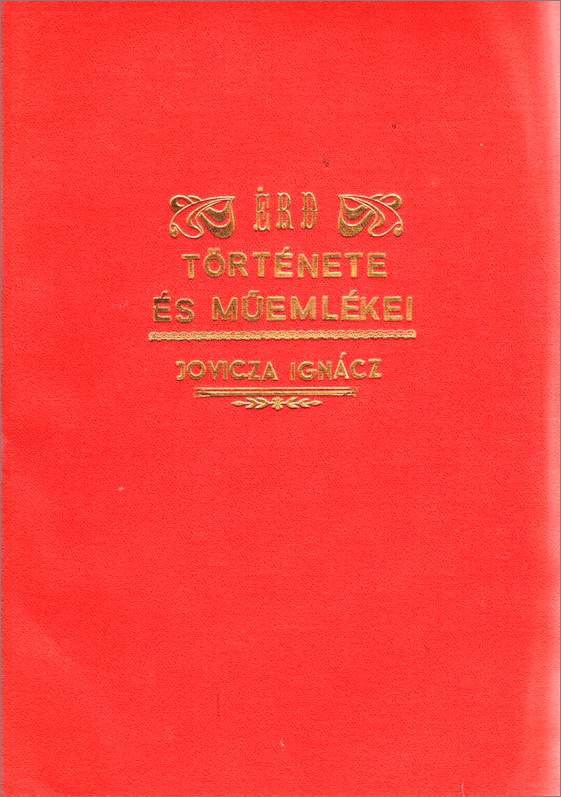 ÉRD
TÖRTÉNETE
ÉS MŰEMLÉKEI
JOVICZA IGNÁCZ